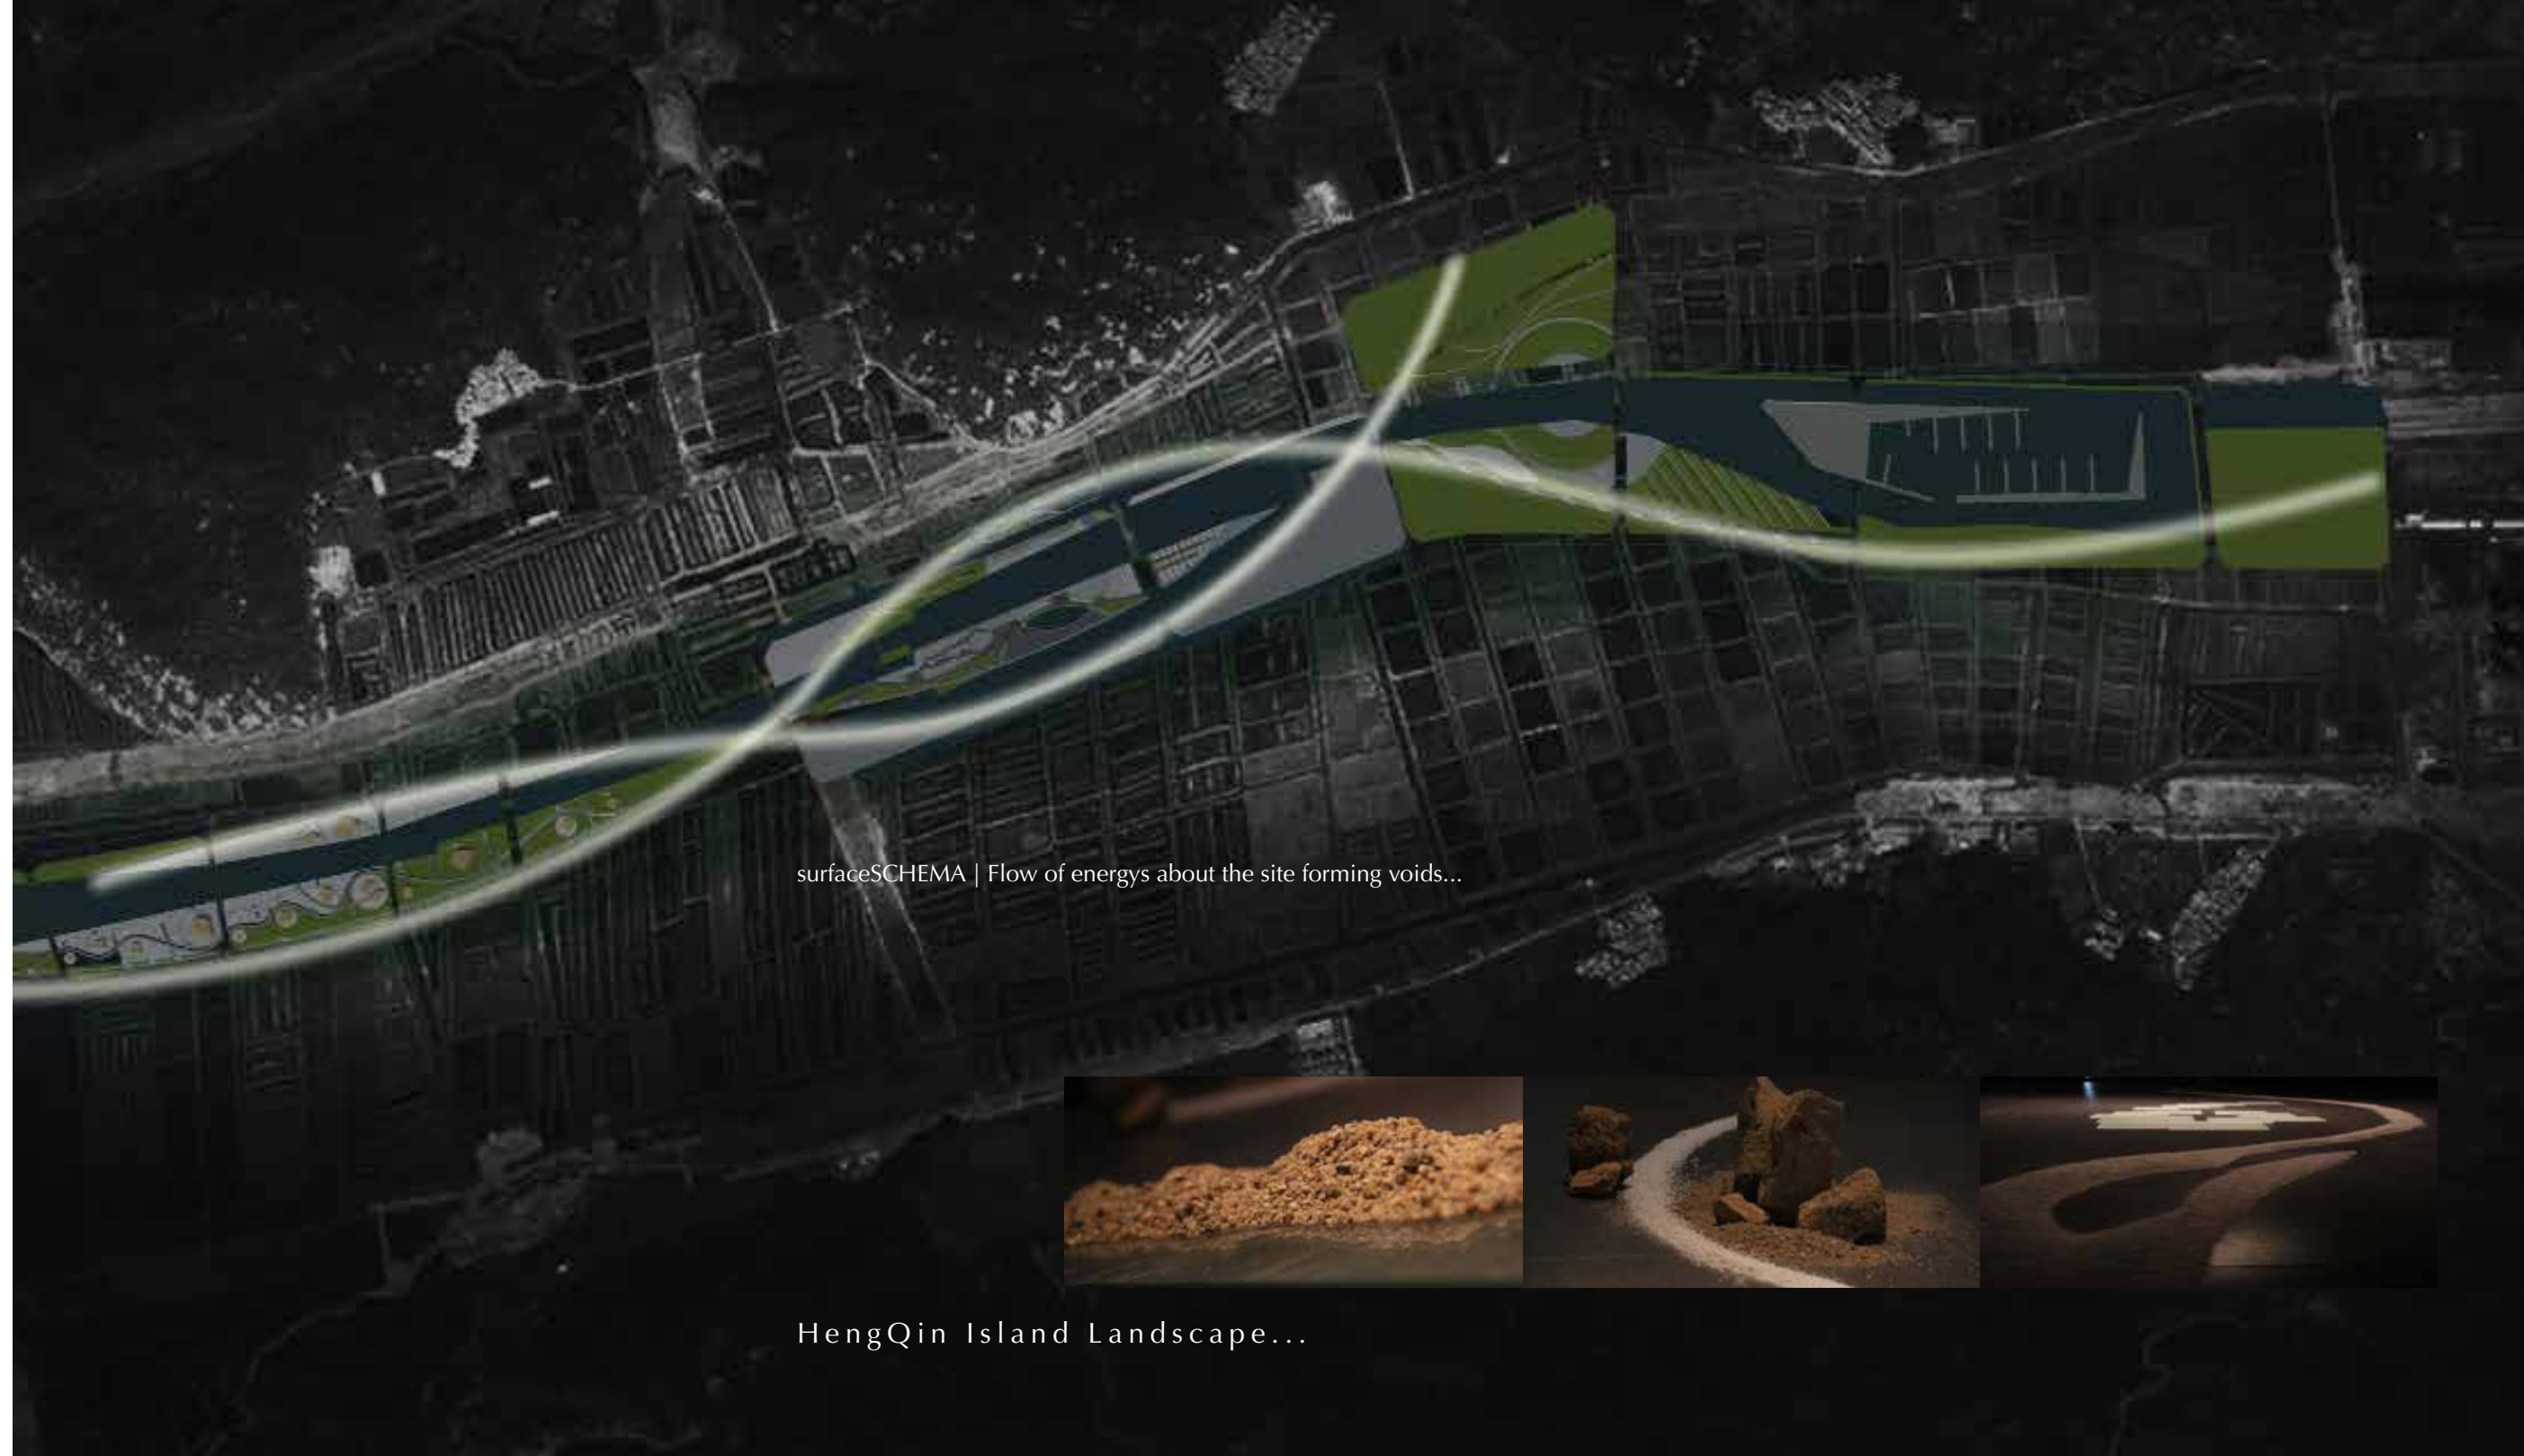 surfaceSCHEMA | Flow of energys about the site forming voids...
HengQin Island Landscape...